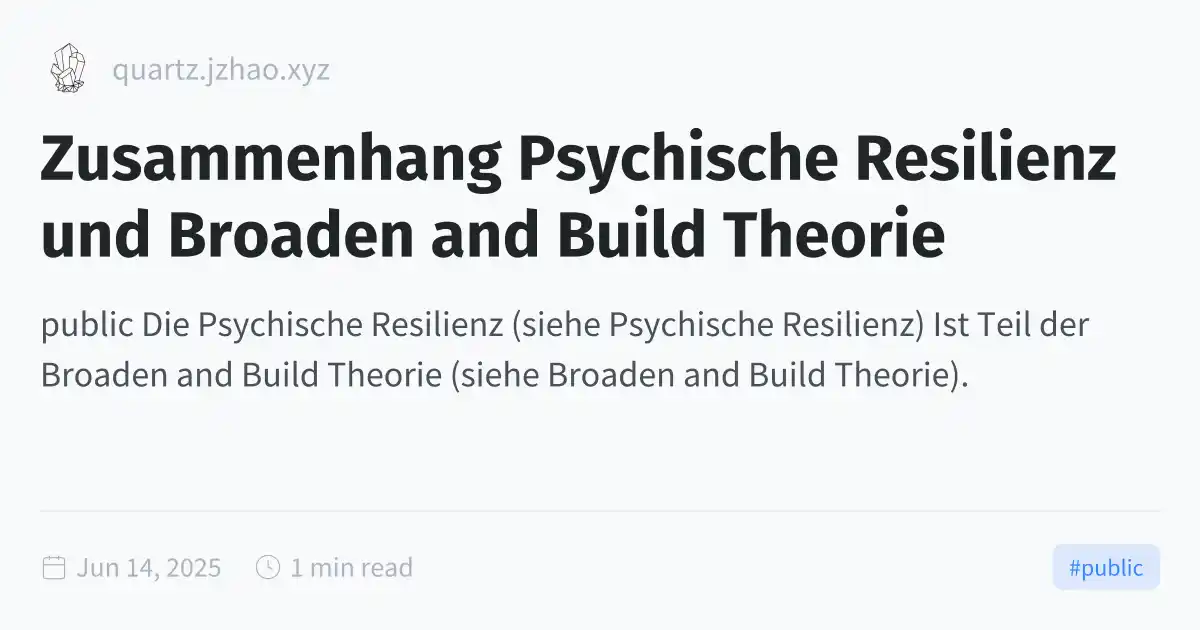 quartz.jzhao.xyz
Zusammenhang Psychische Resilienz
und Broaden and Build Theorie
public Die Psychische Resilienz (siehe Psychische Resilienz) Ist Teil der
Broaden and Build Theorie (siehe Broaden and Build Theorie).
Jun 14, 2025 1 min read #public